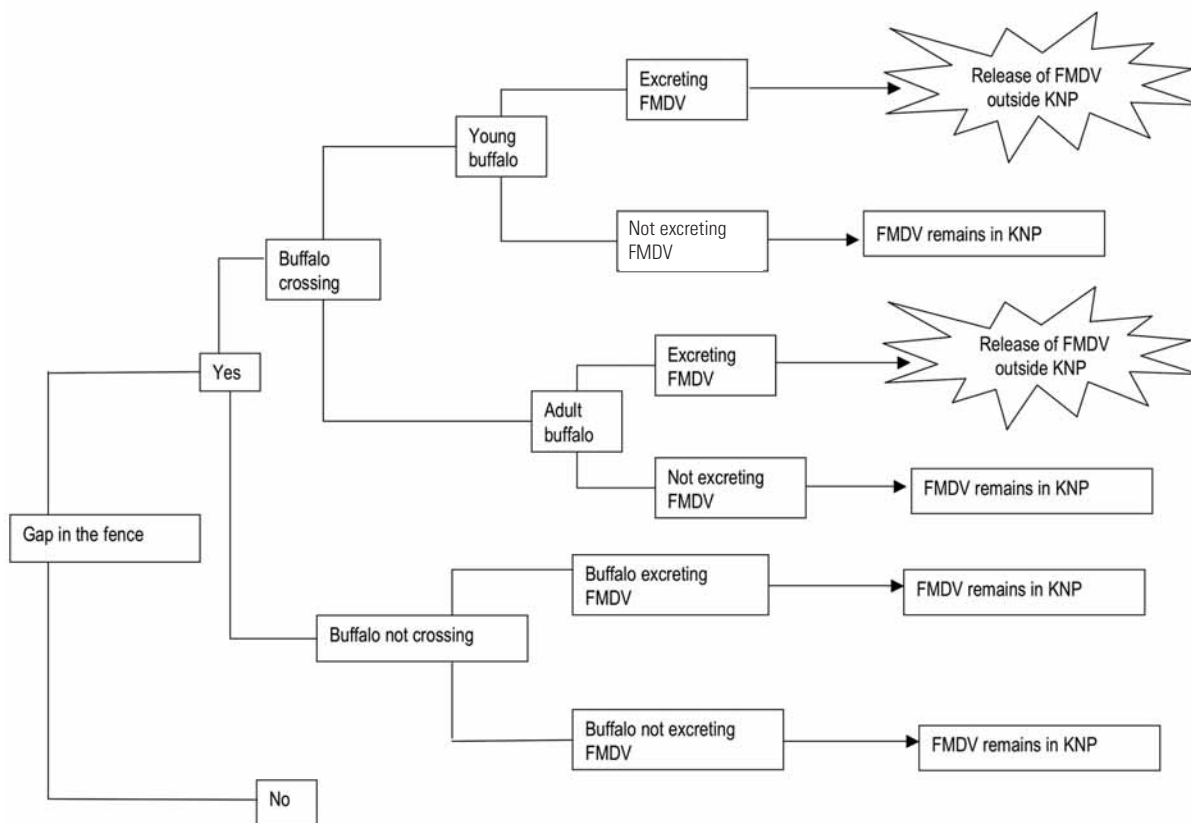 Excreting
FMDV
Release of FMDV
outside KNP
Young
buffalo
Not excreting
FMDV
FMDV remains in KNP
Buffalo
crossing
Excreting
FMDV
Release of FMDV
outside KNP
Yes
Adult
buffalo
Not excreting
FMDV
FMDV remains in KNP
Gap in the fence
Buffalo excreting
FMDV
FMDV remains in KNP
Buffalo not crossing
Buffalo not excreting
FMDV
FMDV remains in KNP
No